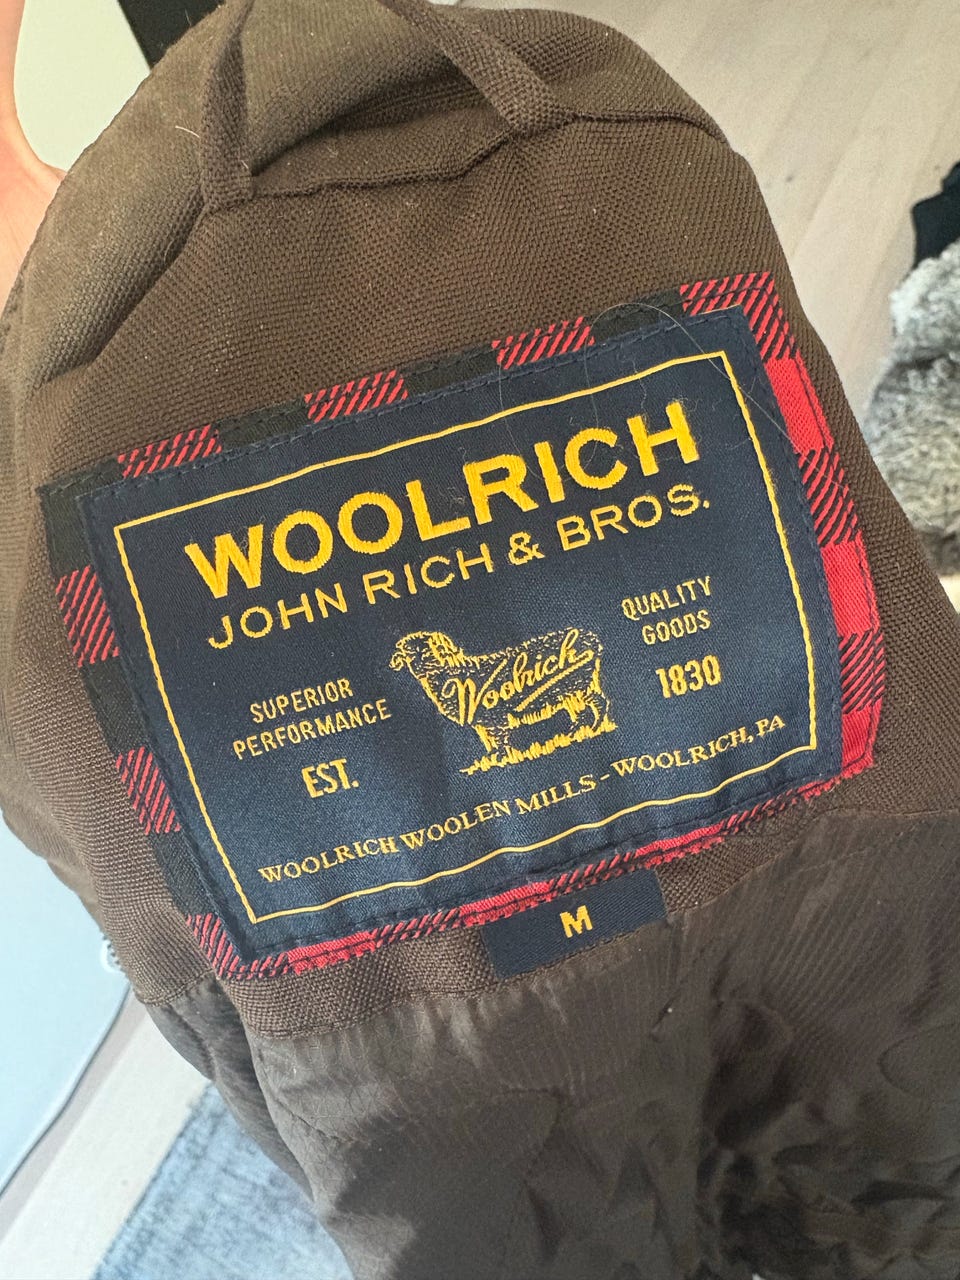 WOOLRICH
JOHN RICH & BROS.
SUPERIOR
PERFORMANCE
EST.
Woolrich
QUALITY
GOODS
1830
WOOLRICH WOOLEN MILLS - WOOLRICH, PA
M